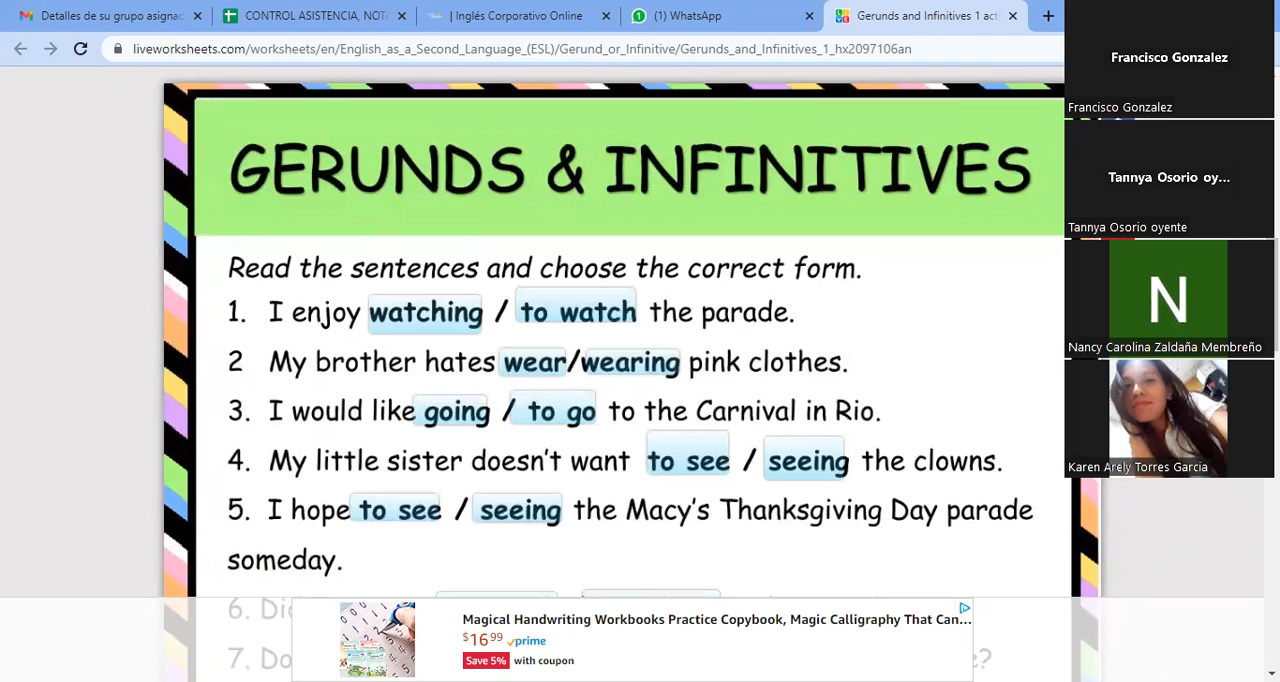 Detalles de su grupo asignad
CONTROL ASISTENCIA, NOTA
| Inglés Corporativo Online
(1) WhatsApp
Gerunds and Infinitives 1 act
liveworksheets.com/worksheets/en/English_as_a_Second_Language_(ESL)/Gerund_or_Infinitive/Gerunds_and_Infinitives_1_hx2097106an
GERUNDS & INFINITIVES
Read the sentences and choose the correct form.
1. I enjoy watching / to watch the parade.
2 My brother hates wear/wearing pink clothes.
3. I would like going / to go to the Carnival in Rio.
4. My little sister doesn't want to see / seeing the clowns.
5. I hope to see / seeing the Macy's Thanksgiving Day parade
someday.
6. Di
7. Do
?
Magical Handwriting Workbooks Practice Copybook, Magic Calligraphy That Can...
$16 99 prime
Save 5% with coupon
Francisco Gonzalez
Francisco Gonzalez
Tannya Osorio oy...
Tannya Osorio oyente
N
Nancy Carolina Zaldaña Membreño
Karen Arely Torres Garcia